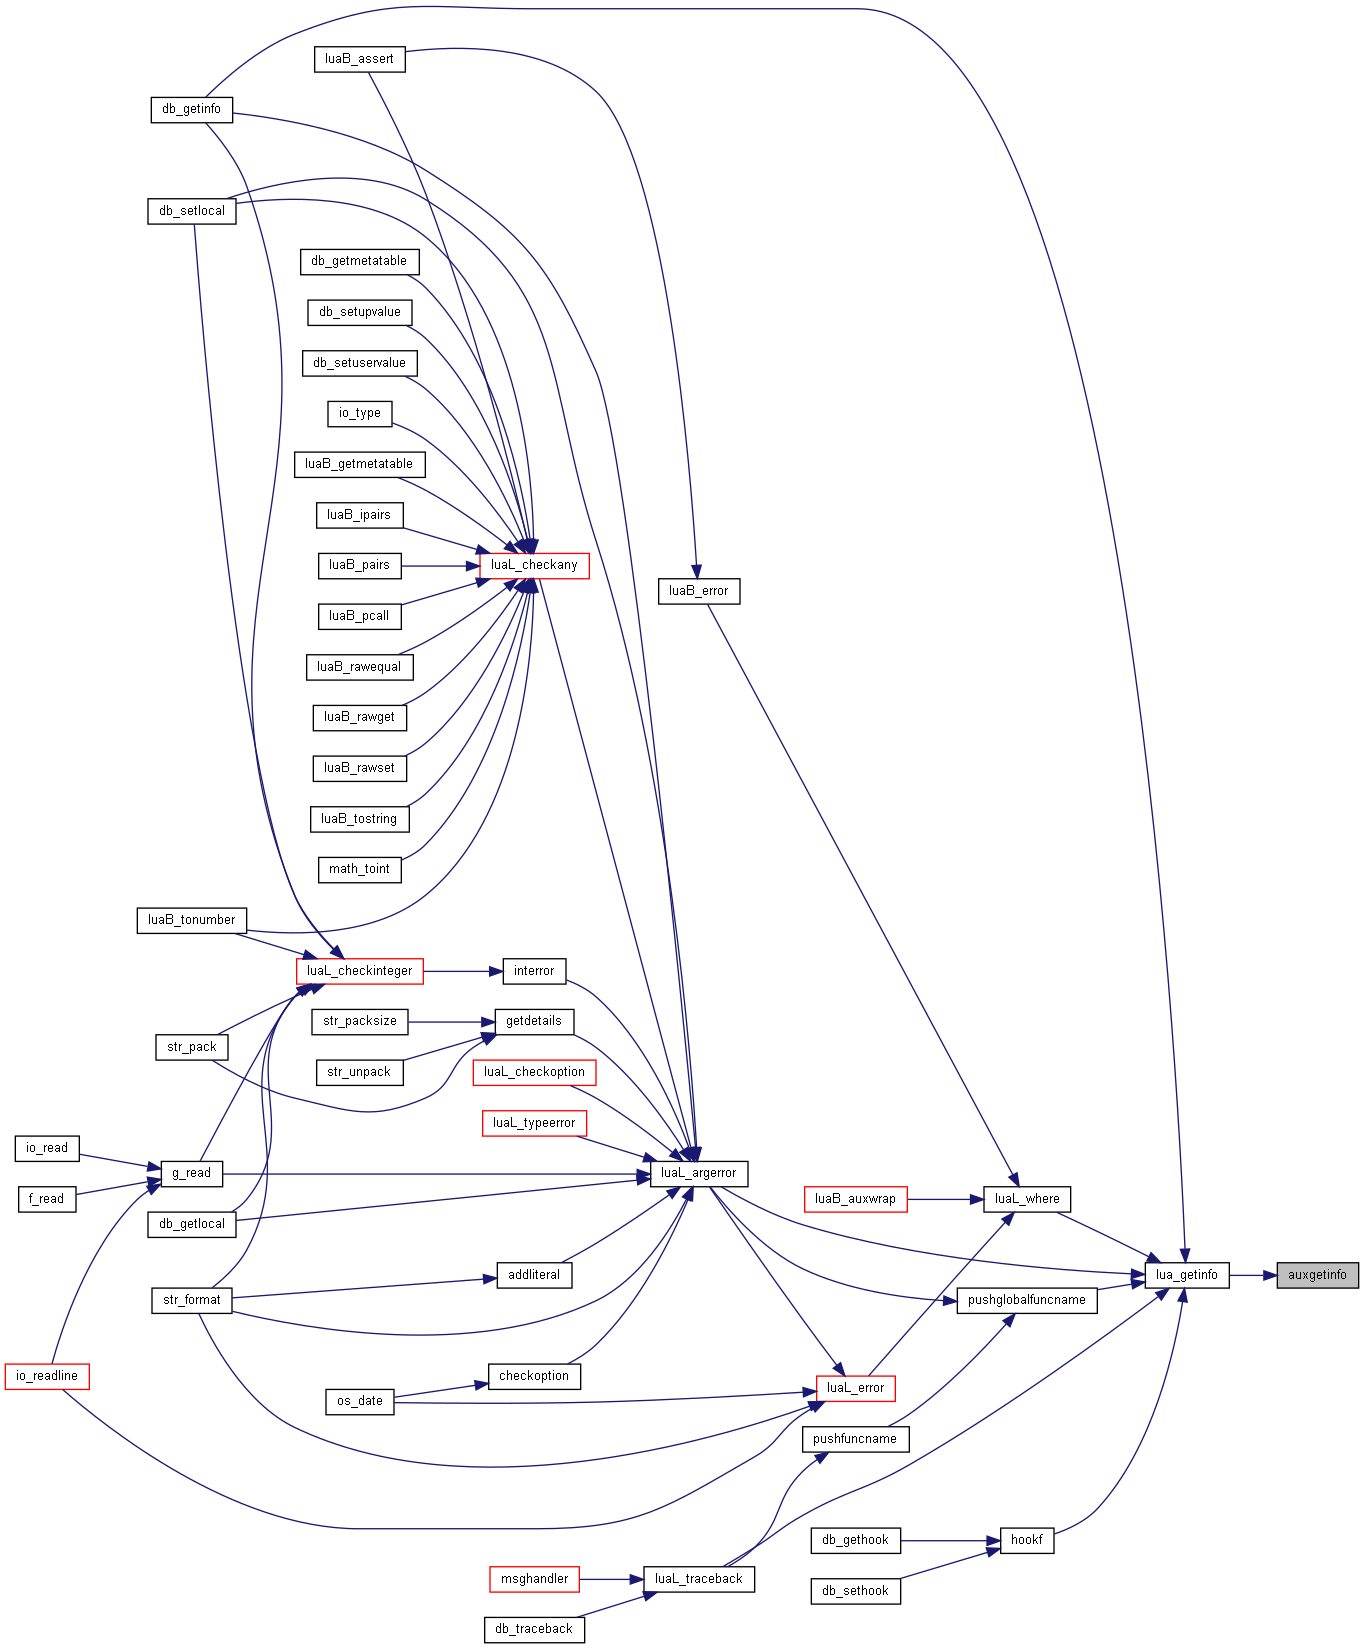 luaB_assert
db_getinfo
db_setlocal
db_getmetatable
db_setupvalue
db_setuservalue
io_type
luaB_getmetatable
luaB_ipairs
luaB_pairs
luaL_checkany
luaB_error
luaB_pcall
luaB_rawequal
luaB_rawget
luaB_rawset
luaB_tostring
math_toint
luaB_tonumber
luaL_checkinteger
interror
str_packsize
getdetails
str_pack
str_unpack
luaL_checkoption
luaL_typeerror
io_read
g_read
luaL_argerror
f_read
luaB_auxwrap
luaL_where
db_getlocal
addliteral
lua_getinfo
auxgetinfo
str_format
pushglobalfuncname
io_readline
checkoption
luaL_error
os_date
pushfuncname
db_gethook
hookf
msghandler
luaL_traceback
db_sethook
db_traceback